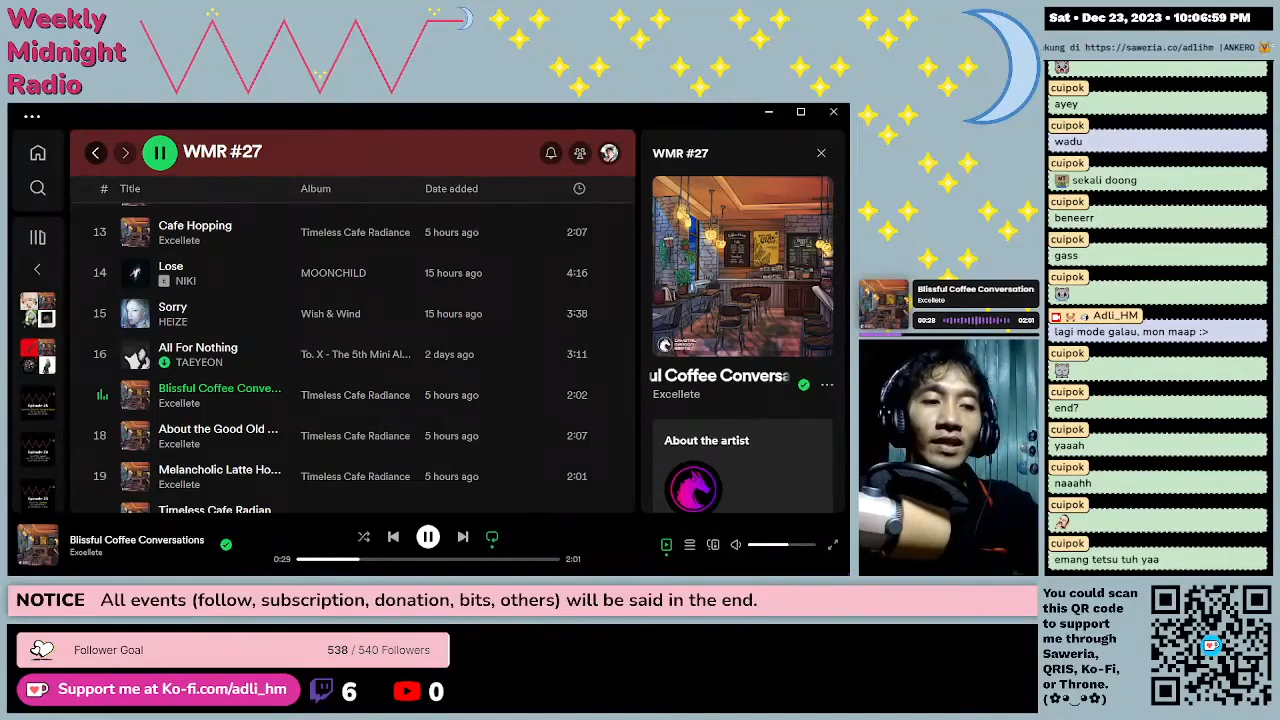 Weekly
Midnight
Radio
Sat • Dec 23, 2023 • 10:06:59 PM
ukung di https://saweria.co/adlihm |ANKERO
WMR #27
# Title Album Date added
13 Cafe Hopping Timeless Cafe Radiance 5 hours ago 2:07
Excellete
14 Lose MOONCHILD 15 hours ago 4:16
E NIKI
15 Sorry Wish & Wind 15 hours ago 3:38
HEIZE
16 All For Nothing To. X - The 5th Mini Al... 2 days ago 3:11
TAEYEON
Blissful Coffee Conve... Timeless Cafe Radiance 5 hours ago 2:02
Excellete
18 About the Good Old ... Timeless Cafe Radiance 5 hours ago 2:07
Excellete
19 Melancholic Latte Ho... Timeless Cafe Radiance 5 hours ago 2:01
Excellete
Timeless Cafe Radian
WMR #27
ul Coffee Conversa
Excellete
About the artist
Blissful Coffee Conversations
Excellete
0:29
2:01
Blissful Coffee Conversation
Excellete
00:28
02:01
cuipok
ayey
cuipok
wadu
cuipok
sekali doong
cuipok
beneerr
cuipok
gass
cuipok
Adli_HM
lagi mode galau, mon maap :>
cuipok
cuipok
end?
cuipok
yaaah
cuipok
naaahh
cuipok
cuipok
emang tetsu tuh yaa
NOTICE All events (follow, subscription, donation, bits, others) will be said in the end.
Follower Goal 538 / 540 Followers
Support me at Ko-fi.com/adli_hm
6
0
You could scan
this QR code
to support
me through
Saweria,
QRIS, Ko-Fi,
or Throne.
(✿◕‿◕✿)